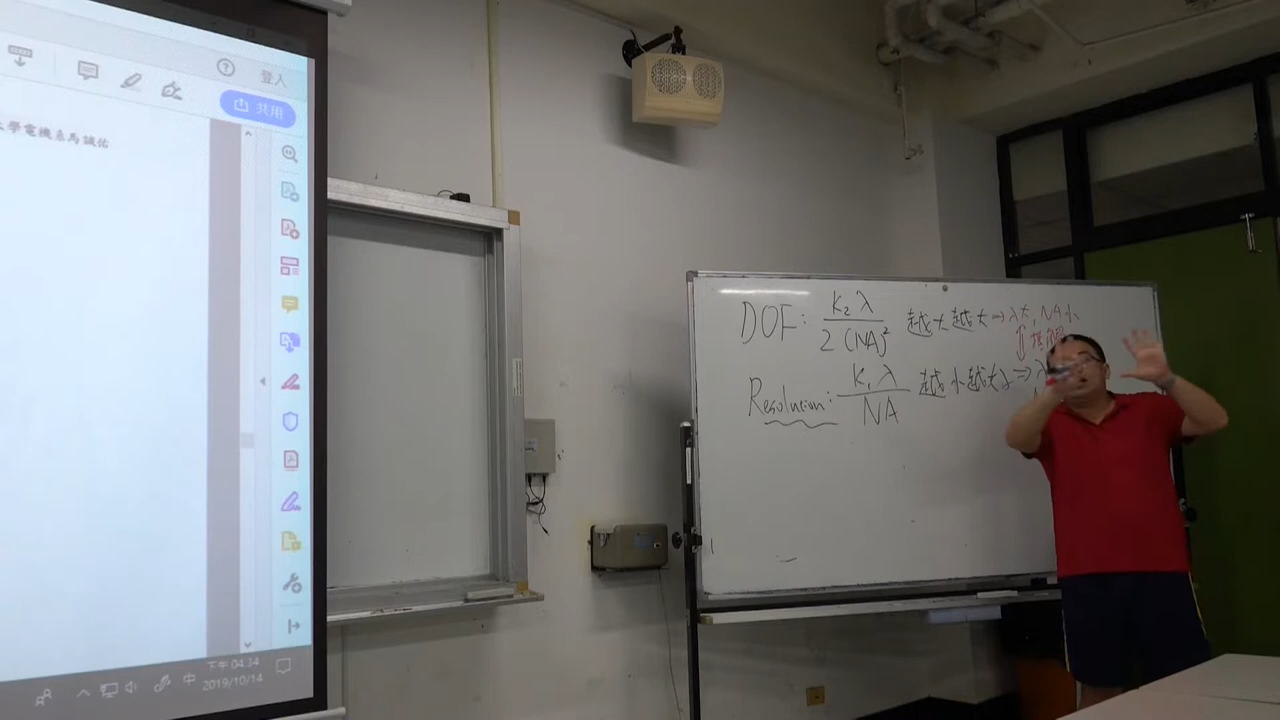 登入
共用
學電機系馬誠佑
DOF: K₂λ / 2 (NA)² 越大越大 ⇒ λ大, NA小
Resolution: K₁λ / NA 越小越大 ⇒ λ
中
下午 04:34
2019/10/14